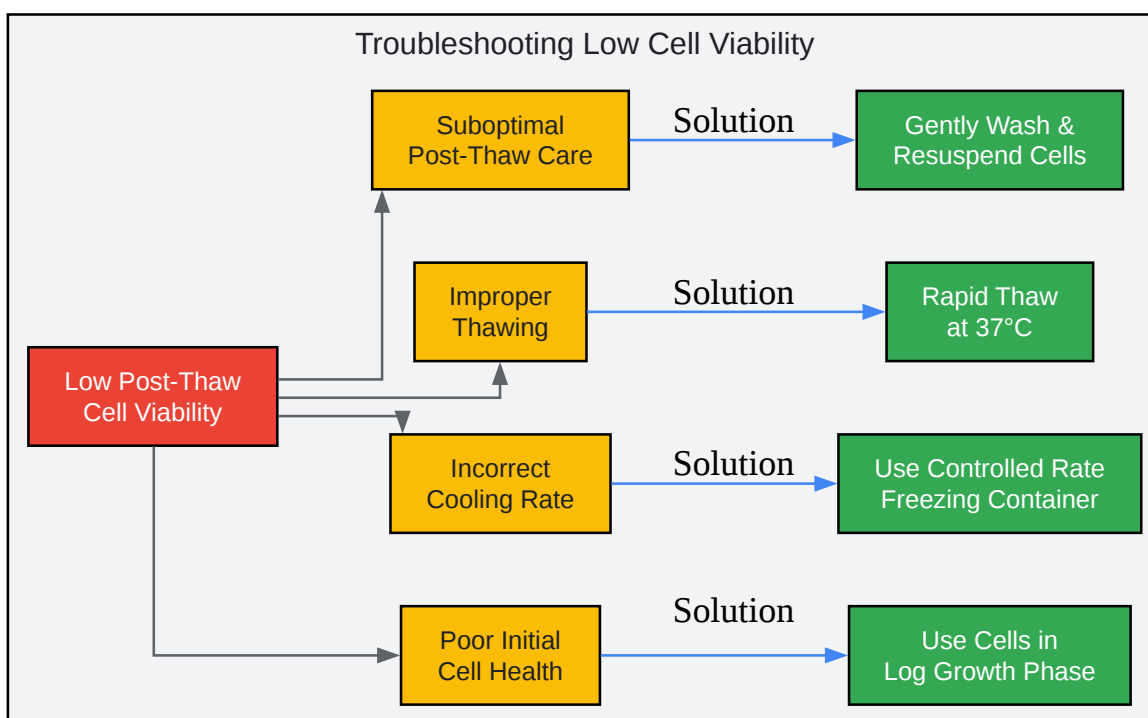 Troubleshooting Low Cell Viability
Suboptimal
Post-Thaw Care
Solution
Gently Wash &
Resuspend Cells
Improper
Thawing
Solution
Rapid Thaw
at 37°C
Low Post-Thaw
Cell Viability
Incorrect
Cooling Rate
Solution
Use Controlled Rate
Freezing Container
Poor Initial
Cell Health
Solution
Use Cells in
Log Growth Phase